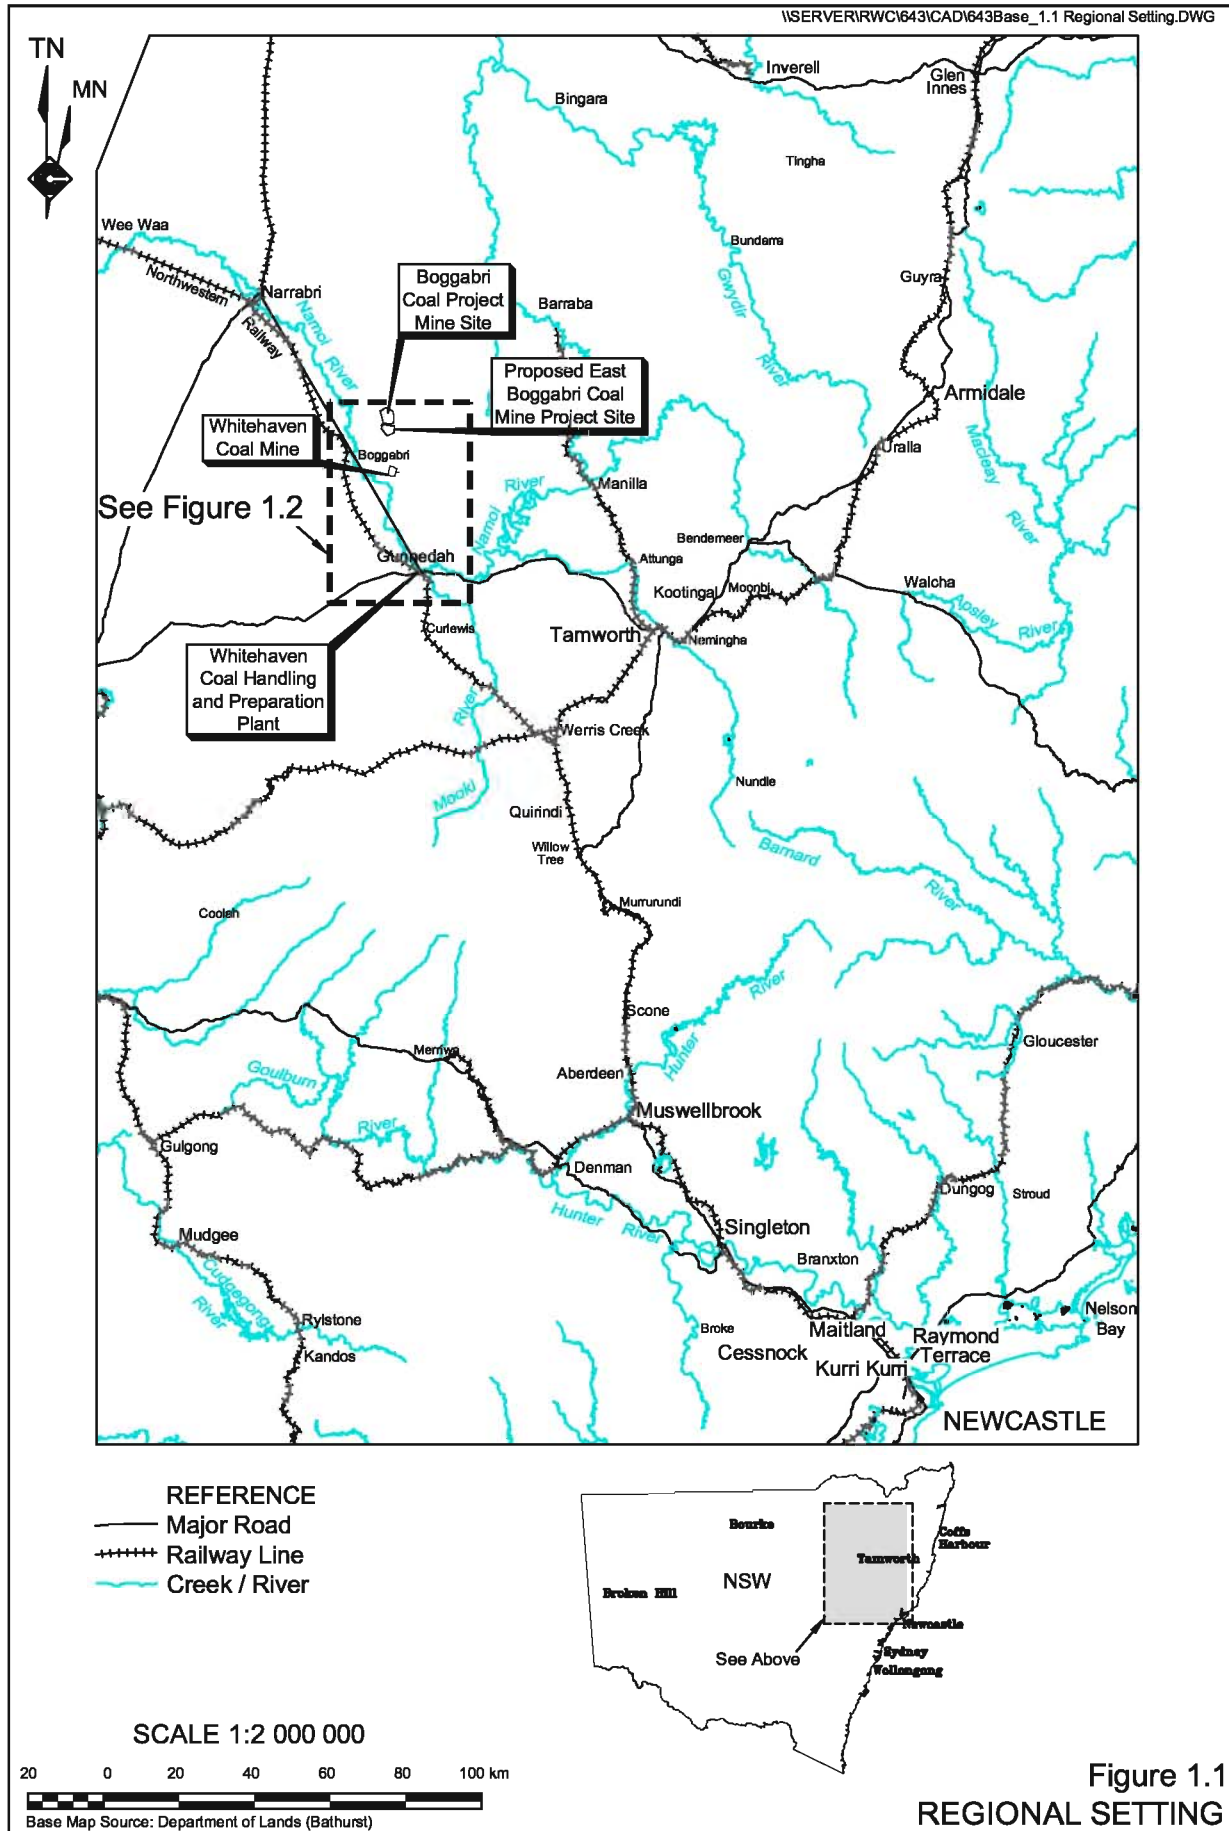 \\SERVER\RWC\643\CAD\643Base_1.1 Regional Setting.DWG
TN
MN
Inverell
Glen
Innes
Bingara
Tingha
Wee Waa
Bundarra
Northwestern
Railway
Narrabri
Namoi
River
Gwydir
River
Guyra
Boggabri
Coal Project
Mine Site
Barraba
Proposed East
Boggabri Coal
Mine Project Site
Armidale
Whitehaven
Coal Mine
Boggabri
Uralla
Macleay
River
Manilla
Namoi
River
See Figure 1.2
Gunnedah
Bendemeer
Attunga
Kootingal
Moonbi
Walcha
Apsley
River
Curlewis
Tamworth
Nemingha
Whitehaven
Coal Handling
and Preparation
Plant
River
Mooki
Werris Creek
Nundle
Quirindi
Willow
Tree
Barnard
River
Murrurundi
Coolah
River
Hunter
Scone
Gloucester
Merriwa
Aberdeen
Goulburn
River
Muswellbrook
Gulgong
Denman
Dungog
Stroud
Hunter
River
Singleton
Mudgee
Branxton
Cudgegong
River
Nelson
Bay
Rylstone
Broke
Maitland
Raymond
Terrace
Cessnock
Kandos
Kurri Kurri
NEWCASTLE
REFERENCE
Major Road
Railway Line
Creek / River
Bourke
Coffs
Harbour
Tamworth
NSW
Broken Hill
Newcastle
See Above
Sydney
Wollongong
SCALE 1:2 000 000
20 0 20 40 60 80 100 km
Base Map Source: Department of Lands (Bathurst)
Figure 1.1
REGIONAL SETTING